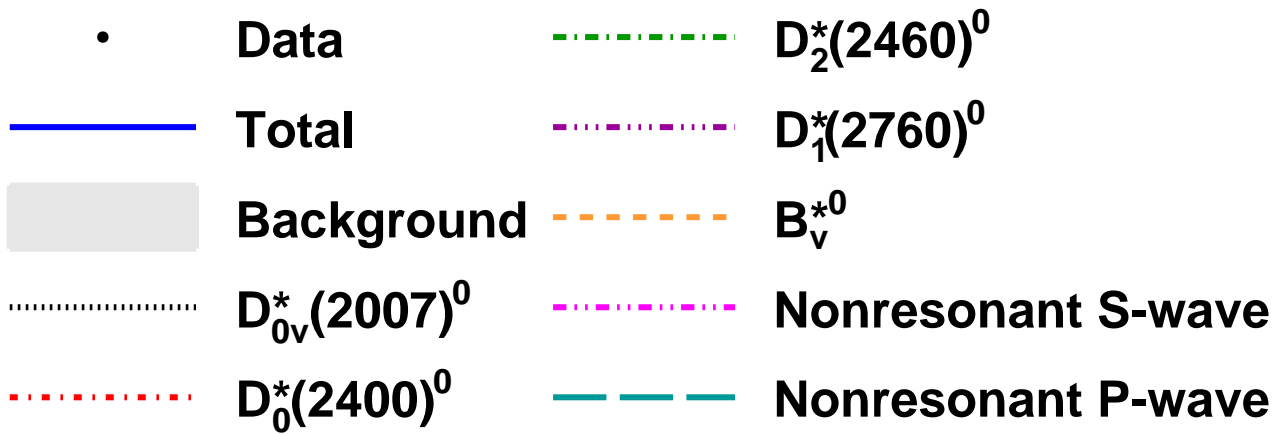 Data
Total
Background
D*0v(2007)0
D*0(2400)0
D*2(2460)0
D*1(2760)0
B*0v
Nonresonant S-wave
Nonresonant P-wave